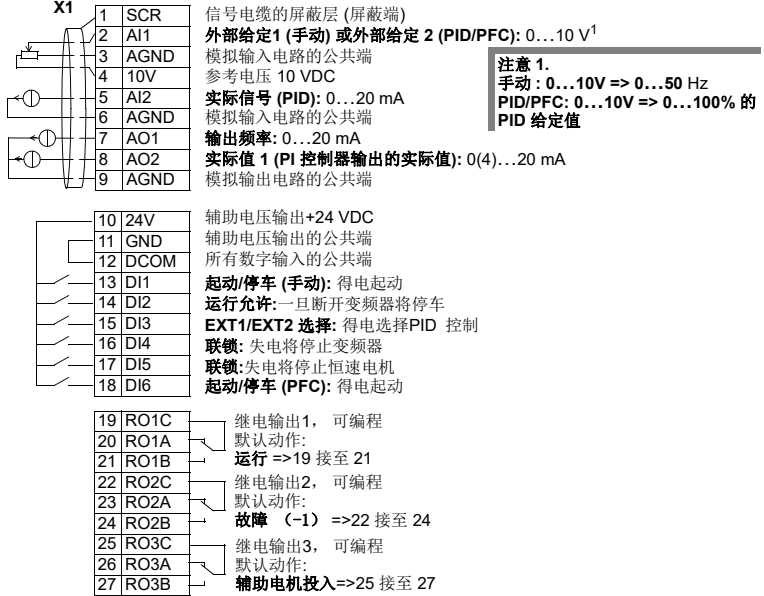 X1
1 SCR 信号电缆的屏蔽层 (屏蔽端)
2 AI1 外部给定1 (手动) 或外部给定 2 (PID/PFC): 0…10 V1
3 AGND 模拟输入电路的公共端
4 10V 参考电压 10 VDC
5 AI2 实际信号 (PID): 0…20 mA
6 AGND 模拟输入电路的公共端
7 AO1 输出频率: 0…20 mA
8 AO2 实际值 1 (PI 控制器输出的实际值): 0(4)…20 mA
9 AGND 模拟输出电路的公共端
注意 1.
手动 : 0…10V => 0…50 Hz
PID/PFC: 0…10V => 0…100% 的
PID 给定值
10 24V 辅助电压输出+24 VDC
11 GND 辅助电压输出的公共端
12 DCOM 所有数字输入的公共端
13 DI1 起动/停车 (手动): 得电起动
14 DI2 运行允许:一旦断开变频器将停车
15 DI3 EXT1/EXT2 选择: 得电选择PID 控制
16 DI4 联锁: 失电将停止变频器
17 DI5 联锁:失电将停止恒速电机
18 DI6 起动/停车 (PFC): 得电起动
19 RO1C 继电输出1， 可编程
20 RO1A 默认动作:
21 RO1B 运行 =>19 接至 21
22 RO2C 继电输出2， 可编程
23 RO2A 默认动作:
24 RO2B 故障 （-1） =>22 接至 24
25 RO3C 继电输出3， 可编程
26 RO3A 默认动作:
27 RO3B 辅助电机投入=>25 接至 27